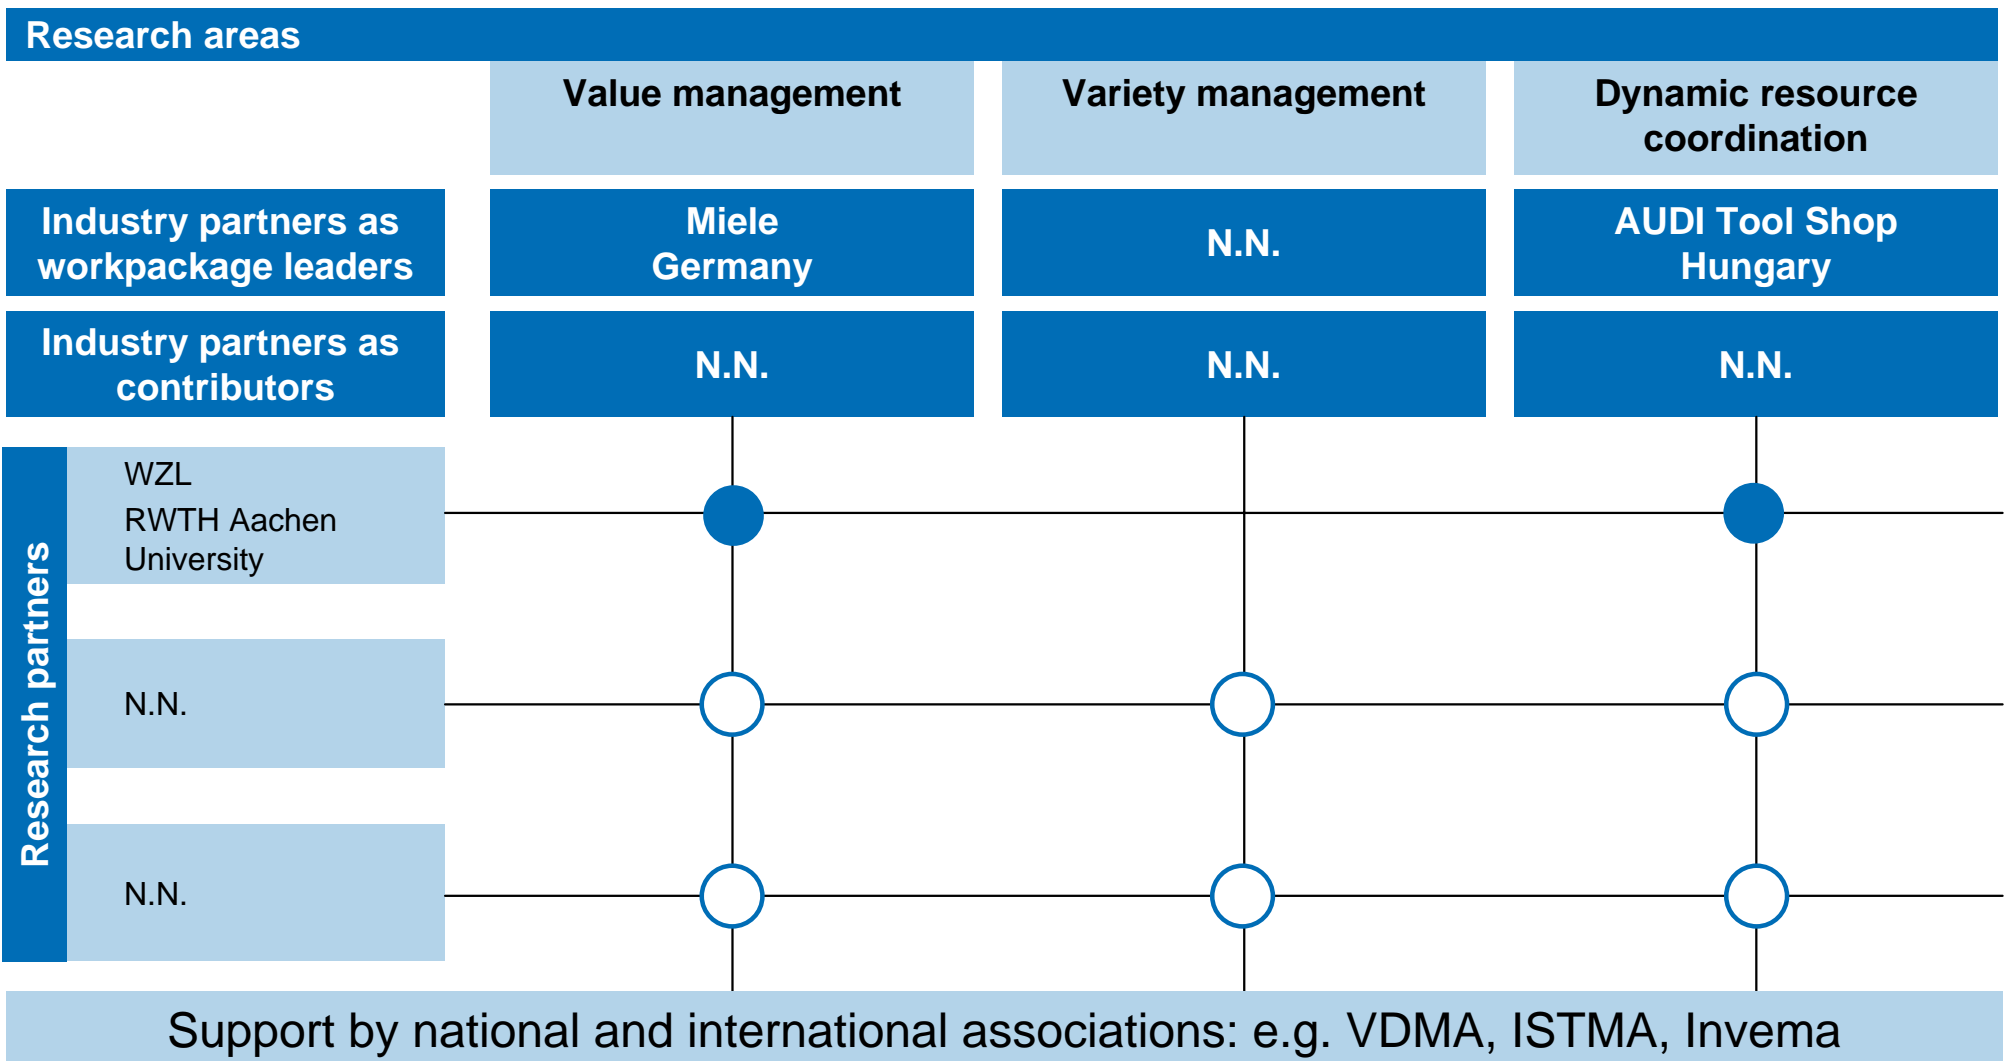 Research areas
Value management
Variety management
Dynamic resource
coordination
Industry partners as
workpackage leaders
Miele
Germany
N.N.
AUDI Tool Shop
Hungary
Industry partners as
contributors
N.N.
N.N.
N.N.
Research partners
WZL
RWTH Aachen
University
N.N.
N.N.
Support by national and international associations: e.g. VDMA, ISTMA, Invema